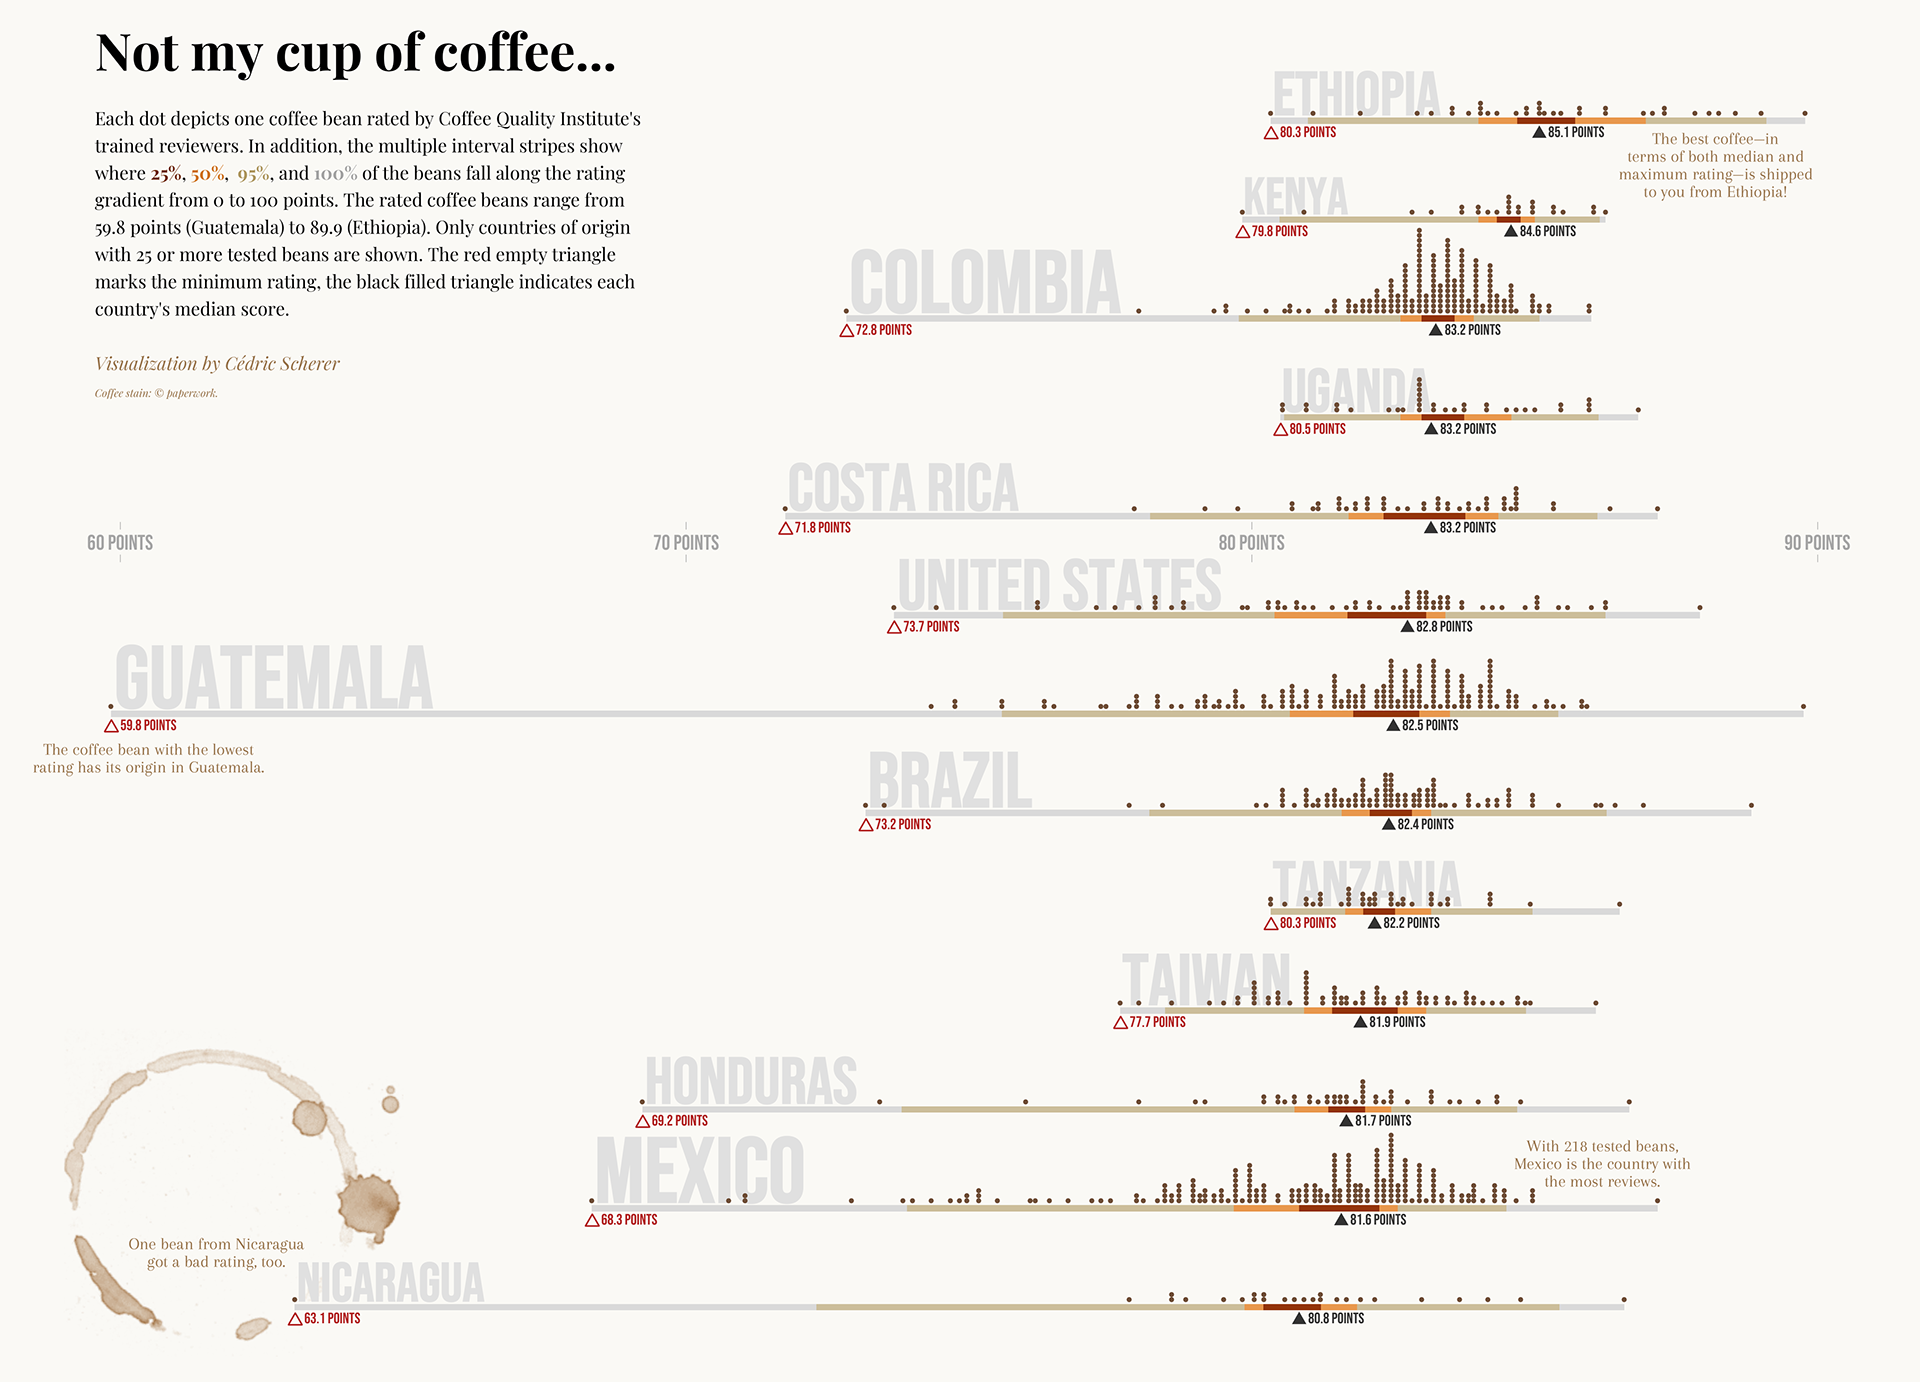 Not my cup of coffee...
Each dot depicts one coffee bean rated by Coffee Quality Institute's
trained reviewers. In addition, the multiple interval stripes show
where 25%, 50%, 95%, and 100% of the beans fall along the rating
gradient from 0 to 100 points. The rated coffee beans range from
59.8 points (Guatemala) to 89.9 (Ethiopia). Only countries of origin
with 25 or more tested beans are shown. The red empty triangle
marks the minimum rating, the black filled triangle indicates each
country's median score.
Visualization by Cédric Scherer
Coffee stain: © paperwork.
ETHIOPIA
80.3 POINTS
85.1 POINTS
The best coffee—in
terms of both median and
maximum rating—is shipped
to you from Ethiopia!
KENYA
79.8 POINTS
84.6 POINTS
COLOMBIA
72.8 POINTS
83.2 POINTS
UGANDA
80.5 POINTS
83.2 POINTS
COSTA RICA
71.8 POINTS
83.2 POINTS
60 POINTS
70 POINTS
80 POINTS
90 POINTS
UNITED STATES
73.7 POINTS
82.8 POINTS
GUATEMALA
59.8 POINTS
82.5 POINTS
The coffee bean with the lowest
rating has its origin in Guatemala.
BRAZIL
73.2 POINTS
82.4 POINTS
TANZANIA
80.3 POINTS
82.2 POINTS
TAIWAN
77.7 POINTS
81.9 POINTS
HONDURAS
69.2 POINTS
81.7 POINTS
MEXICO
68.3 POINTS
81.6 POINTS
With 218 tested beans,
Mexico is the country with
the most reviews.
One bean from Nicaragua
got a bad rating, too.
NICARAGUA
63.1 POINTS
80.8 POINTS